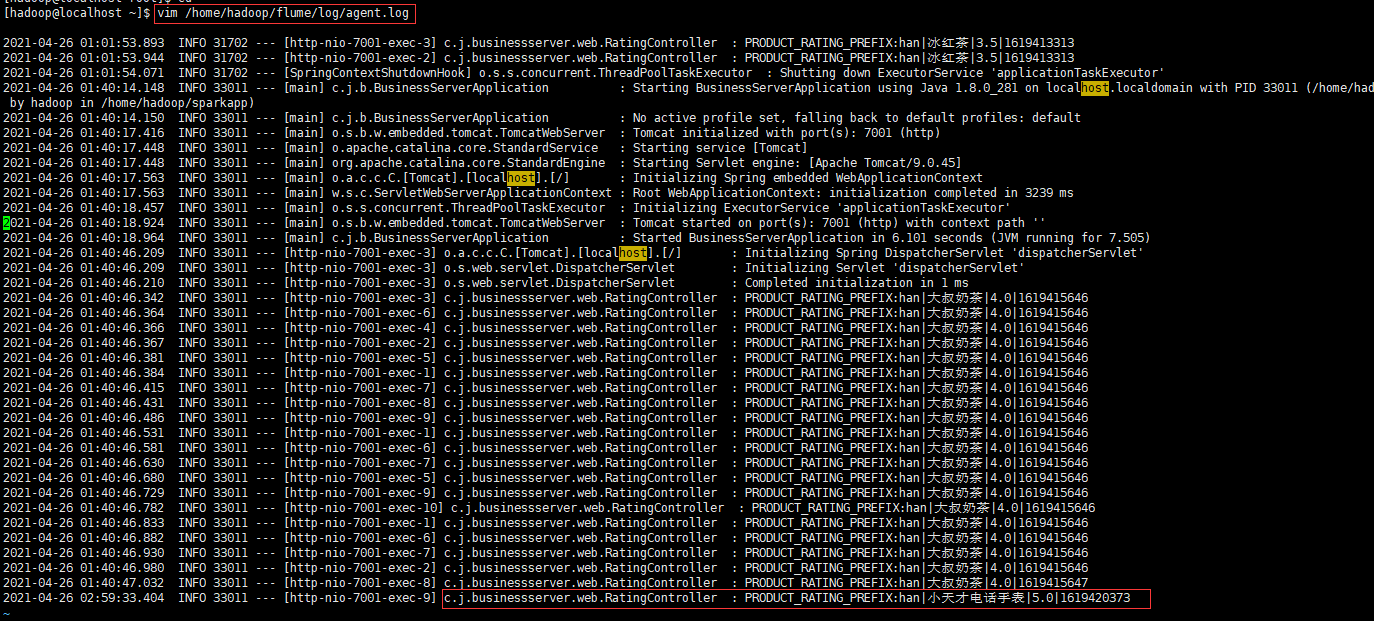 [hadoop@localhost ~]$ vim /home/hadoop/flume/log/agent.log
2021-04-26 01:01:53.893  INFO 31702 --- [http-nio-7001-exec-3] c.j.businessserver.web.RatingController  : PRODUCT_RATING_PREFIX:han|冰红茶|3.5|1619413313
2021-04-26 01:01:53.944  INFO 31702 --- [http-nio-7001-exec-2] c.j.businessserver.web.RatingController  : PRODUCT_RATING_PREFIX:han|冰红茶|3.5|1619413313
2021-04-26 01:01:54.071  INFO 31702 --- [SpringContextShutdownHook] o.s.s.concurrent.ThreadPoolTaskExecutor  : Shutting down ExecutorService 'applicationTaskExecutor'
2021-04-26 01:40:14.148  INFO 33011 --- [main] c.j.b.BusinessServerApplication          : Starting BusinessServerApplication using Java 1.8.0_281 on localhost.localdomain with PID 33011 (/home/had
 by hadoop in /home/hadoop/sparkapp)
2021-04-26 01:40:14.150  INFO 33011 --- [main] c.j.b.BusinessServerApplication          : No active profile set, falling back to default profiles: default
2021-04-26 01:40:17.416  INFO 33011 --- [main] o.s.b.w.embedded.tomcat.TomcatWebServer  : Tomcat initialized with port(s): 7001 (http)
2021-04-26 01:40:17.448  INFO 33011 --- [main] o.apache.catalina.core.StandardService   : Starting service [Tomcat]
2021-04-26 01:40:17.448  INFO 33011 --- [main] org.apache.catalina.core.StandardEngine  : Starting Servlet engine: [Apache Tomcat/9.0.45]
2021-04-26 01:40:17.563  INFO 33011 --- [main] o.a.c.c.C.[Tomcat].[localhost].[/]       : Initializing Spring embedded WebApplicationContext
2021-04-26 01:40:17.563  INFO 33011 --- [main] w.s.c.ServletWebServerApplicationContext : Root WebApplicationContext: initialization completed in 3239 ms
2021-04-26 01:40:18.457  INFO 33011 --- [main] o.s.s.concurrent.ThreadPoolTaskExecutor  : Initializing ExecutorService 'applicationTaskExecutor'
2021-04-26 01:40:18.924  INFO 33011 --- [main] o.s.b.w.embedded.tomcat.TomcatWebServer  : Tomcat started on port(s): 7001 (http) with context path ''
2021-04-26 01:40:18.964  INFO 33011 --- [main] c.j.b.BusinessServerApplication          : Started BusinessServerApplication in 6.101 seconds (JVM running for 7.505)
2021-04-26 01:40:46.209  INFO 33011 --- [http-nio-7001-exec-3] o.a.c.c.C.[Tomcat].[localhost].[/]       : Initializing Spring DispatcherServlet 'dispatcherServlet'
2021-04-26 01:40:46.209  INFO 33011 --- [http-nio-7001-exec-3] o.s.web.servlet.DispatcherServlet        : Initializing Servlet 'dispatcherServlet'
2021-04-26 01:40:46.210  INFO 33011 --- [http-nio-7001-exec-3] o.s.web.servlet.DispatcherServlet        : Completed initialization in 1 ms
2021-04-26 01:40:46.342  INFO 33011 --- [http-nio-7001-exec-3] c.j.businessserver.web.RatingController  : PRODUCT_RATING_PREFIX:han|大叔奶茶|4.0|1619415646
2021-04-26 01:40:46.364  INFO 33011 --- [http-nio-7001-exec-6] c.j.businessserver.web.RatingController  : PRODUCT_RATING_PREFIX:han|大叔奶茶|4.0|1619415646
2021-04-26 01:40:46.366  INFO 33011 --- [http-nio-7001-exec-4] c.j.businessserver.web.RatingController  : PRODUCT_RATING_PREFIX:han|大叔奶茶|4.0|1619415646
2021-04-26 01:40:46.367  INFO 33011 --- [http-nio-7001-exec-2] c.j.businessserver.web.RatingController  : PRODUCT_RATING_PREFIX:han|大叔奶茶|4.0|1619415646
2021-04-26 01:40:46.381  INFO 33011 --- [http-nio-7001-exec-5] c.j.businessserver.web.RatingController  : PRODUCT_RATING_PREFIX:han|大叔奶茶|4.0|1619415646
2021-04-26 01:40:46.384  INFO 33011 --- [http-nio-7001-exec-1] c.j.businessserver.web.RatingController  : PRODUCT_RATING_PREFIX:han|大叔奶茶|4.0|1619415646
2021-04-26 01:40:46.415  INFO 33011 --- [http-nio-7001-exec-7] c.j.businessserver.web.RatingController  : PRODUCT_RATING_PREFIX:han|大叔奶茶|4.0|1619415646
2021-04-26 01:40:46.431  INFO 33011 --- [http-nio-7001-exec-8] c.j.businessserver.web.RatingController  : PRODUCT_RATING_PREFIX:han|大叔奶茶|4.0|1619415646
2021-04-26 01:40:46.486  INFO 33011 --- [http-nio-7001-exec-9] c.j.businessserver.web.RatingController  : PRODUCT_RATING_PREFIX:han|大叔奶茶|4.0|1619415646
2021-04-26 01:40:46.531  INFO 33011 --- [http-nio-7001-exec-1] c.j.businessserver.web.RatingController  : PRODUCT_RATING_PREFIX:han|大叔奶茶|4.0|1619415646
2021-04-26 01:40:46.581  INFO 33011 --- [http-nio-7001-exec-6] c.j.businessserver.web.RatingController  : PRODUCT_RATING_PREFIX:han|大叔奶茶|4.0|1619415646
2021-04-26 01:40:46.630  INFO 33011 --- [http-nio-7001-exec-7] c.j.businessserver.web.RatingController  : PRODUCT_RATING_PREFIX:han|大叔奶茶|4.0|1619415646
2021-04-26 01:40:46.680  INFO 33011 --- [http-nio-7001-exec-5] c.j.businessserver.web.RatingController  : PRODUCT_RATING_PREFIX:han|大叔奶茶|4.0|1619415646
2021-04-26 01:40:46.729  INFO 33011 --- [http-nio-7001-exec-9] c.j.businessserver.web.RatingController  : PRODUCT_RATING_PREFIX:han|大叔奶茶|4.0|1619415646
2021-04-26 01:40:46.782  INFO 33011 --- [http-nio-7001-exec-10] c.j.businessserver.web.RatingController  : PRODUCT_RATING_PREFIX:han|大叔奶茶|4.0|1619415646
2021-04-26 01:40:46.833  INFO 33011 --- [http-nio-7001-exec-1] c.j.businessserver.web.RatingController  : PRODUCT_RATING_PREFIX:han|大叔奶茶|4.0|1619415646
2021-04-26 01:40:46.882  INFO 33011 --- [http-nio-7001-exec-6] c.j.businessserver.web.RatingController  : PRODUCT_RATING_PREFIX:han|大叔奶茶|4.0|1619415646
2021-04-26 01:40:46.930  INFO 33011 --- [http-nio-7001-exec-7] c.j.businessserver.web.RatingController  : PRODUCT_RATING_PREFIX:han|大叔奶茶|4.0|1619415646
2021-04-26 01:40:46.980  INFO 33011 --- [http-nio-7001-exec-2] c.j.businessserver.web.RatingController  : PRODUCT_RATING_PREFIX:han|大叔奶茶|4.0|1619415646
2021-04-26 01:40:47.032  INFO 33011 --- [http-nio-7001-exec-8] c.j.businessserver.web.RatingController  : PRODUCT_RATING_PREFIX:han|大叔奶茶|4.0|1619415647
2021-04-26 02:59:33.404  INFO 33011 --- [http-nio-7001-exec-9] c.j.businessserver.web.RatingController  : PRODUCT_RATING_PREFIX:han|小天才电话手表|5.0|1619420373
~